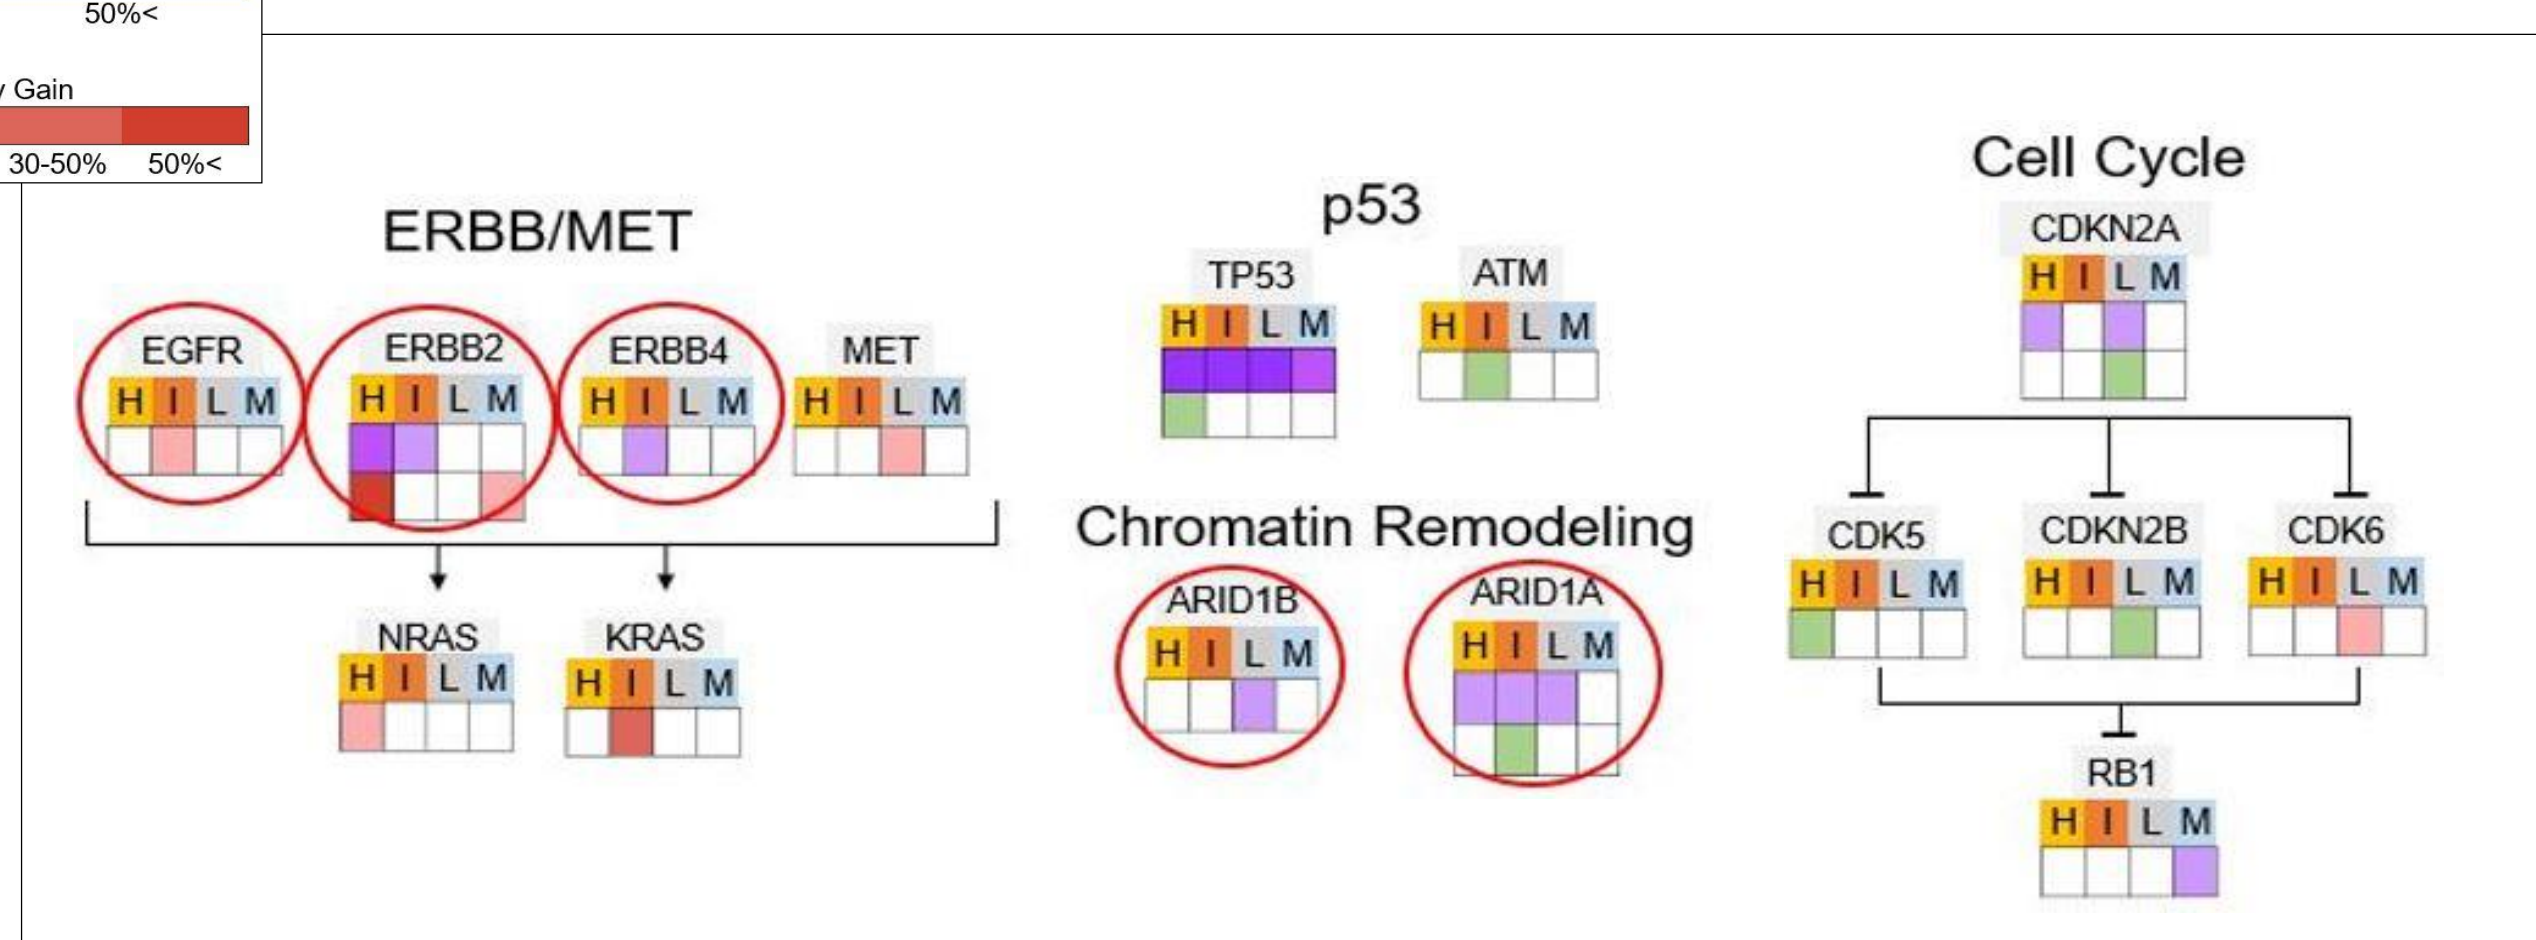 50%<
Gain
30-50% 50%<
ERBB/MET
EGFR
H I L M
ERBB2
H I L M
ERBB4
H I L M
MET
H I L M
NRAS
H I L M
KRAS
H I L M
p53
TP53
H I L M
ATM
H I L M
Chromatin Remodeling
ARID1B
H I L M
ARID1A
H I L M
Cell Cycle
CDKN2A
H I L M
CDK5
H I L M
CDKN2B
H I L M
CDK6
H I L M
RB1
H I L M